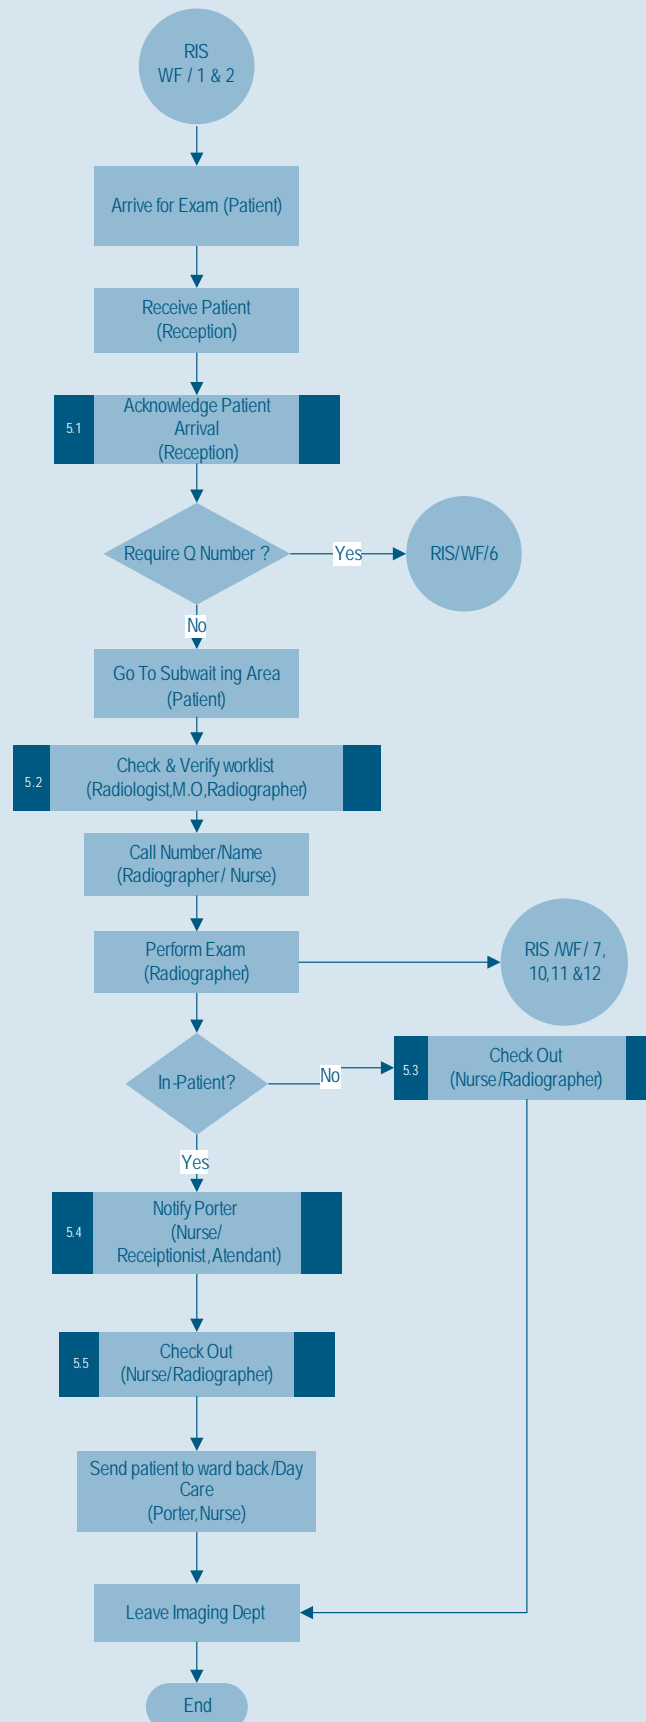 RIS
WF / 1 & 2
Arrive for Exam (Patient)
Receive Patient
(Reception)
5.1
Acknowledge Patient
Arrival
(Reception)
Require Q Number ?
Yes
RIS/WF/6
No
Go To Subwait ing Area
(Patient)
5.2
Check & Verify worklist
(Radiologist,M.O,Radiographer)
Call Number/Name
(Radiographer/ Nurse)
Perform Exam
(Radiographer)
RIS /WF/ 7,
10,11 &12
In-Patient?
No
5.3
Check Out
(Nurse/Radiographer)
Yes
5.4
Notify Porter
(Nurse/
Receiptionist,Atendant)
5.5
Check Out
(Nurse/Radiographer)
Send patient to ward back/Day
Care
(Porter,Nurse)
Leave Imaging Dept
End